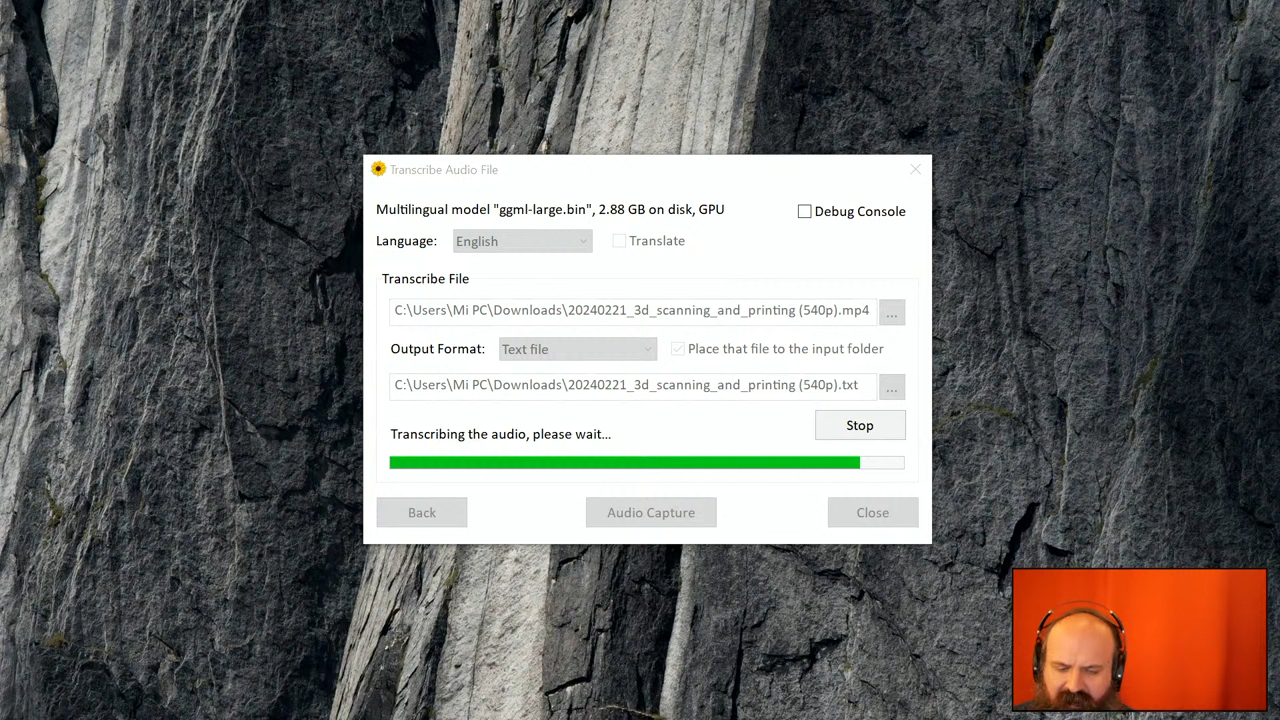 Transcribe Audio File
Multilingual model "ggml-large.bin", 2.88 GB on disk, GPU
Debug Console
Language:
English
Translate
Transcribe File
C:\Users\Mi PC\Downloads\20240221_3d_scanning_and_printing (540p).mp4
...
Output Format:
Text file
Place that file to the input folder
C:\Users\Mi PC\Downloads\20240221_3d_scanning_and_printing (540p).txt
...
Stop
Transcribing the audio, please wait...
Back
Audio Capture
Close